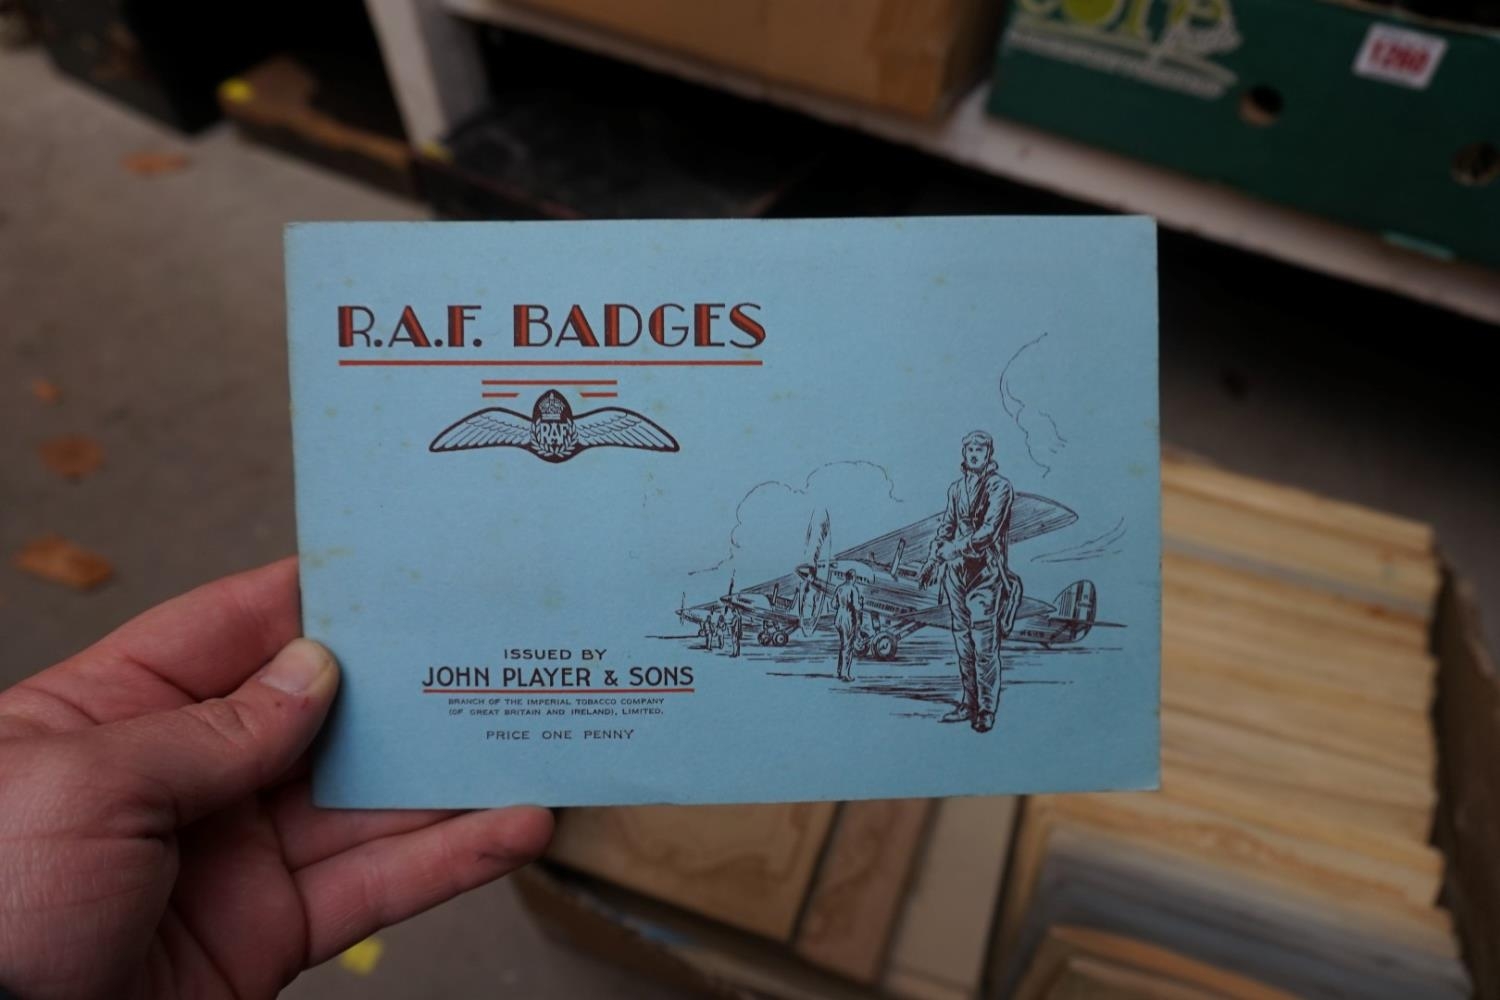 1260
R.A.F. BADGES
RAF
ISSUED BY
JOHN PLAYER & SONS
BRANCH OF THE IMPERIAL TOBACCO COMPANY
(OF GREAT BRITAIN AND IRELAND), LIMITED.
PRICE ONE PENNY